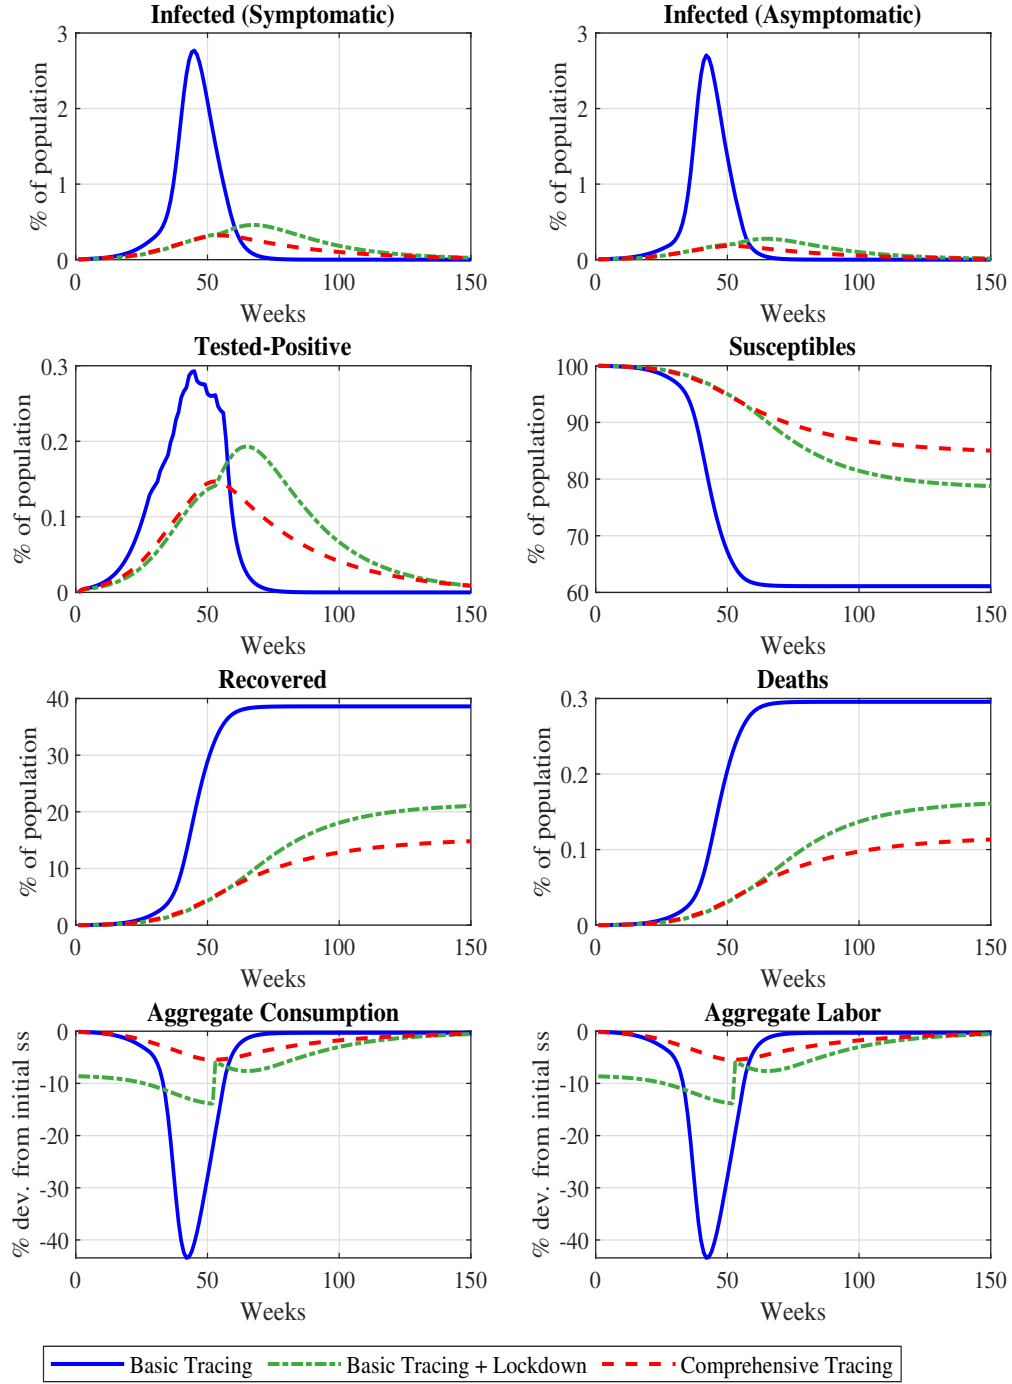 Infected (Symptomatic)
Infected (Asymptomatic)
% of population
3
2
1
0
0 50 100 150
Weeks
% of population
3
2
1
0
0 50 100 150
Weeks
Tested-Positive
Susceptibles
% of population
0.3
0.2
0.1
0
0 50 100 150
Weeks
% of population
100
90
80
70
60
0 50 100 150
Weeks
Recovered
Deaths
% of population
40
30
20
10
0
0 50 100 150
Weeks
% of population
0.3
0.2
0.1
0
0 50 100 150
Weeks
Aggregate Consumption
Aggregate Labor
% dev. from initial ss
0
-10
-20
-30
-40
0 50 100 150
Weeks
% dev. from initial ss
0
-10
-20
-30
-40
0 50 100 150
Weeks
Basic Tracing Basic Tracing + Lockdown Comprehensive Tracing